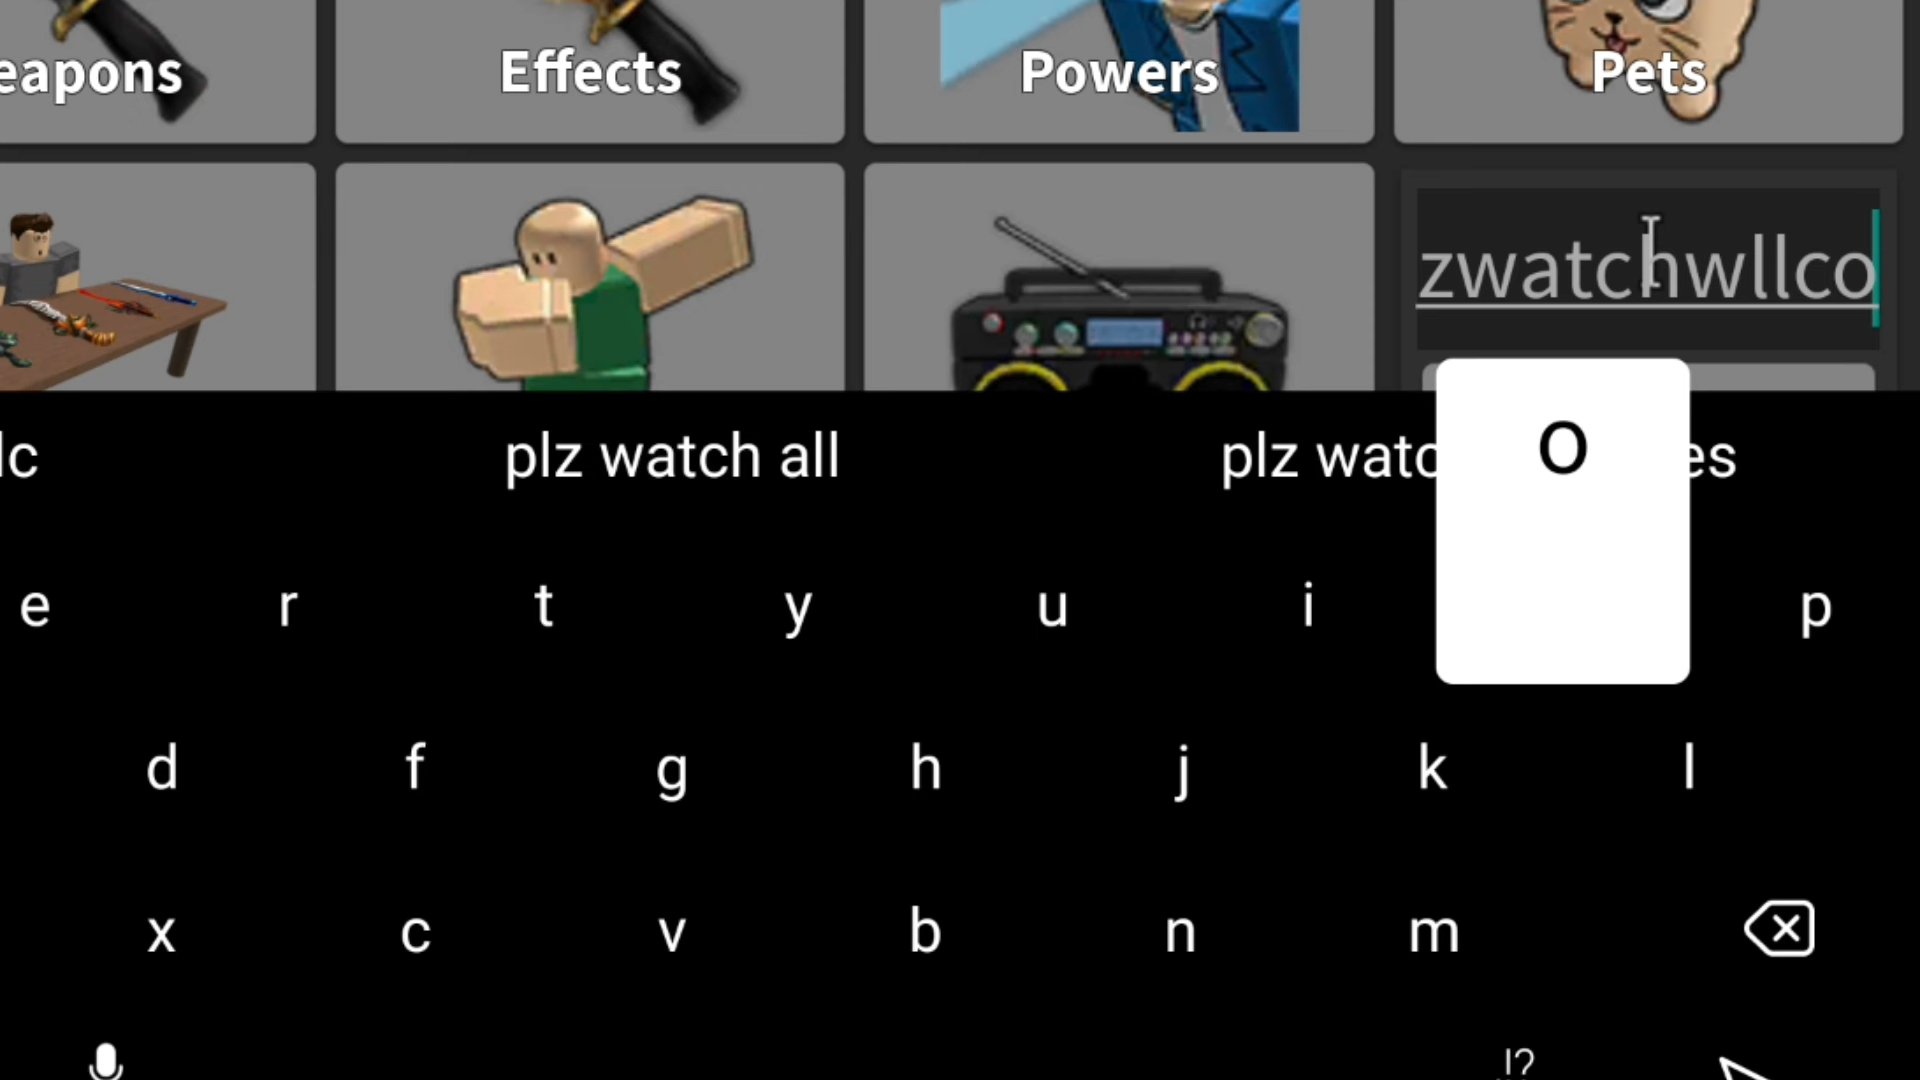 eapons Effects Powers Pets
zwatchwllco
lc plz watch all plz watc es
o
e r t y u i p
d f g h j k l
x c v b n m
!?